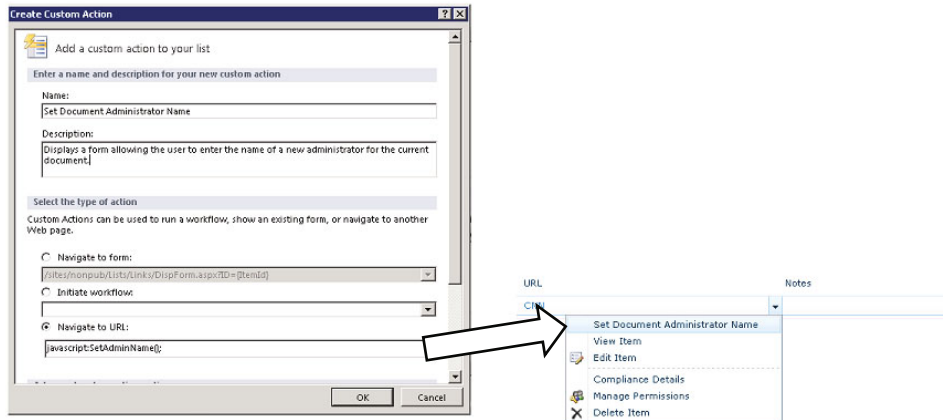 Create Custom Action
Add a custom action to your list
Enter a name and description for your new custom action
Name:
Set Document Administrator Name
Description:
Displays a form allowing the user to enter the name of a new administrator for the current
document.
Select the type of action
Custom Actions can be used to run a workflow, show an existing form, or navigate to another
Web page.
Navigate to form:
/sites/nonpub/Lists/Links/DispForm.aspx?ID={ItemId}
Initiate workflow:
Navigate to URL:
javascript:SetAdminName();
OK Cancel
URL Notes
CNN
Set Document Administrator Name
View Item
Edit Item
Compliance Details
Manage Permissions
Delete Item